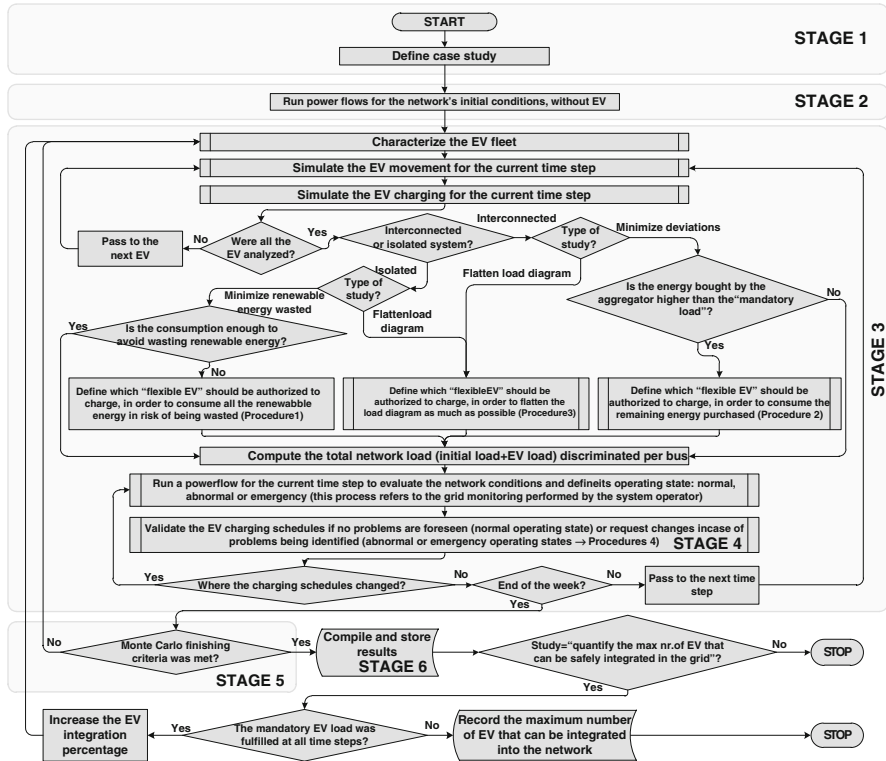 START
STAGE 1
Define case study
STAGE 2
Run power flows for the network's initial conditions, without EV
Characterize the EV fleet
Simulate the EV movement for the current time step
Simulate the EV charging for the current time step
Pass to the
next EV
No
Were all the
EV analyzed?
Yes
Interconnected
or isolated system?
Interconnected
Type of
study?
Minimize deviations
Isolated
Type of
study?
Flatten load diagram
Minimize renewable
energy wasted
Flattenload
diagram
Is the energy bought by the
aggregator higher than the“mandatory
load”?
No
Yes
STAGE 3
Yes
Is the consumption enough to
avoid wasting renewable energy?
No
Define which “flexible EV” should be authorized to
charge, in order to consume all the renewabble
energy in risk of being wasted (Procedure1)
Define which “flexibleEV” should be
authorized to charge, in order to flatten the
load diagram as much as possible (Procedure3)
Define which “flexible EV” should be
authorized to charge, in order to consume the
remaining energy purchased (Procedure 2)
Compute the total network load (initial load+EV load) discriminated per bus
Run a powerflow for the current time step to evaluate the network conditions and defineits operating state: normal,
abnormal or emergency (this process refers to the grid monitoring performed by the system operator)
Validate the EV charging schedules if no problems are foreseen (normal operating state) or request changes incase of
problems being identified (abnormal or emergency operating states → Procedures 4)
STAGE 4
Yes
Where the charging schedules changed?
No
End of the week?
No
Pass to the next time
step
Yes
No
Monte Carlo finishing
criteria was met?
Yes
STAGE 5
Compile and store
results
STAGE 6
Study=“quantify the max nr.of EV that
can be safely integrated in the grid”?
No
STOP
Yes
Increase the EV
integration
percentage
Yes
The mandatory EV load was
fulfilled at all time steps?
No
Record the maximum number
of EV that can be integrated
into the network
STOP